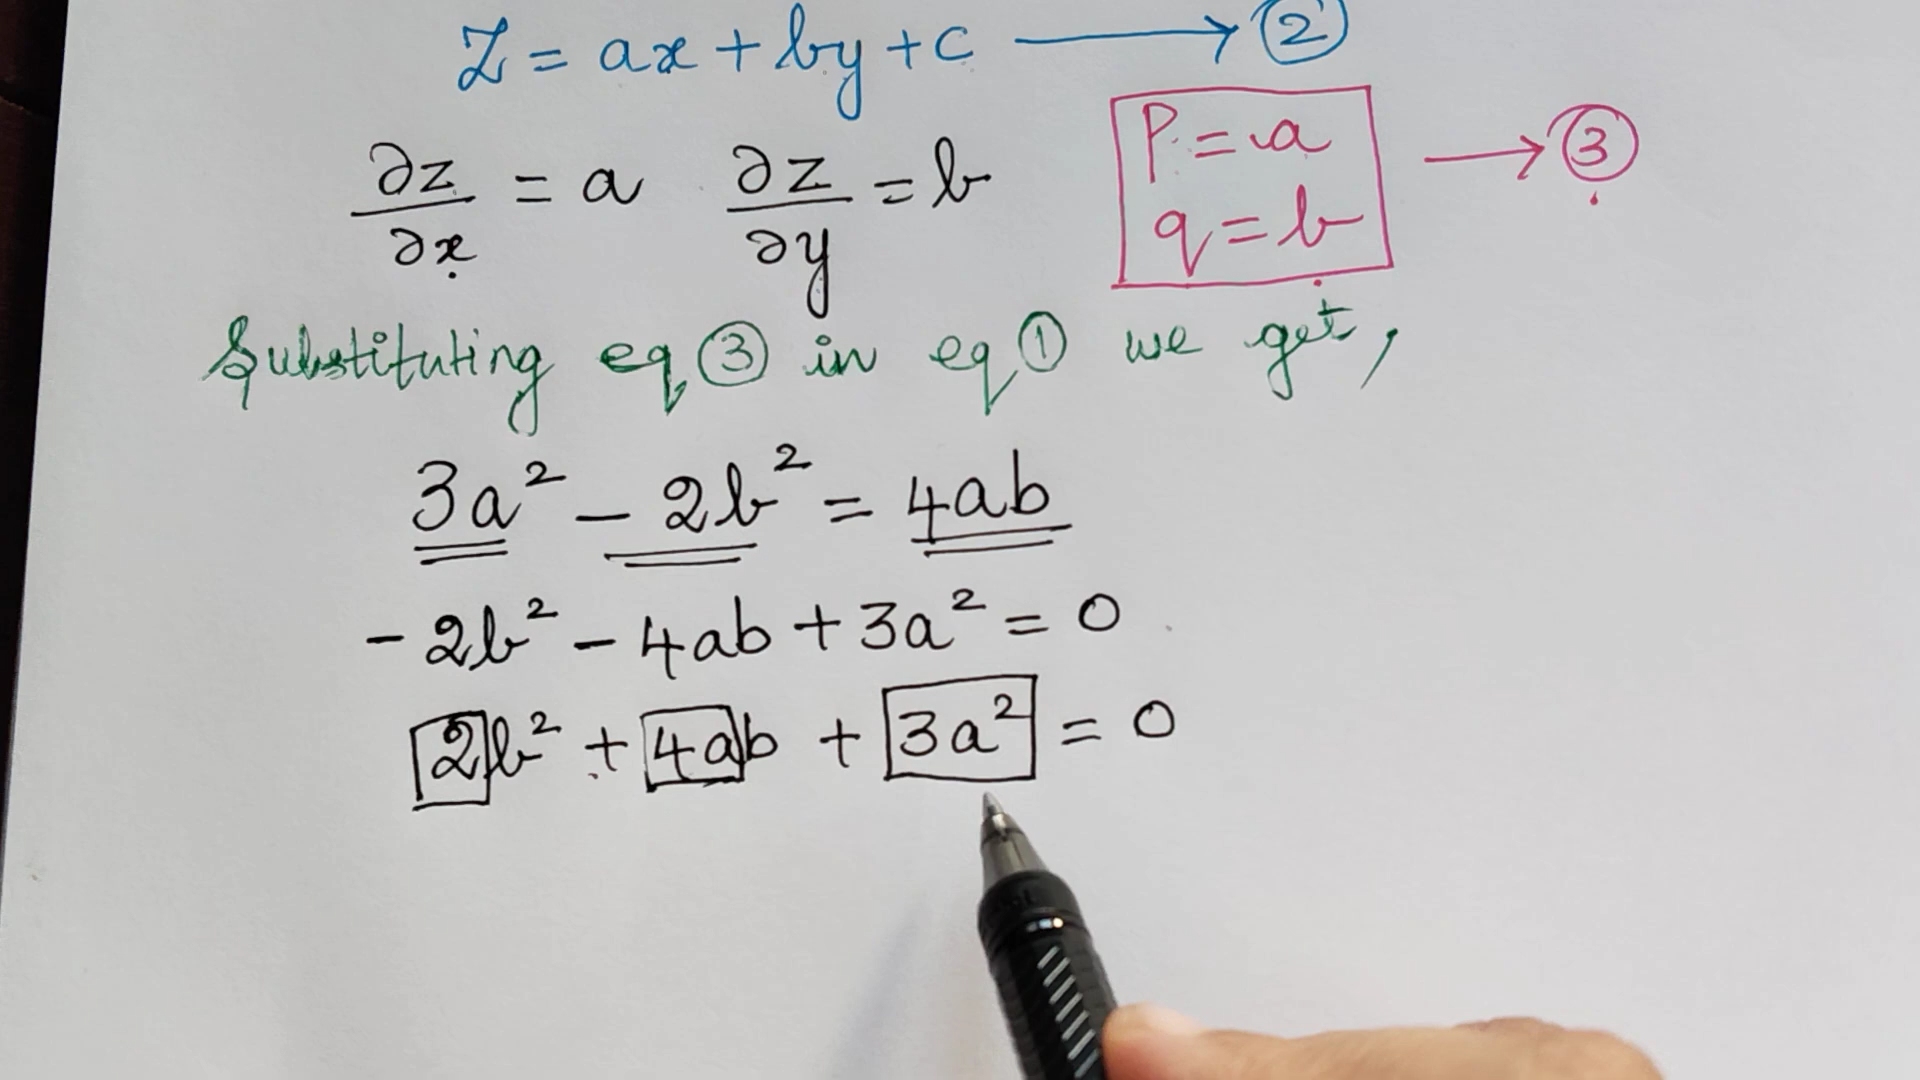 Z = ax + by + c ⟶ ②
∂z/∂x = a ∂z/∂y = b
P = a
q = b
⟶ ③
Substituting eq ③ in eq ① we get,
3a² - 2b² = 4ab
- 2b² - 4ab + 3a² = 0
2b² + 4ab + 3a² = 0